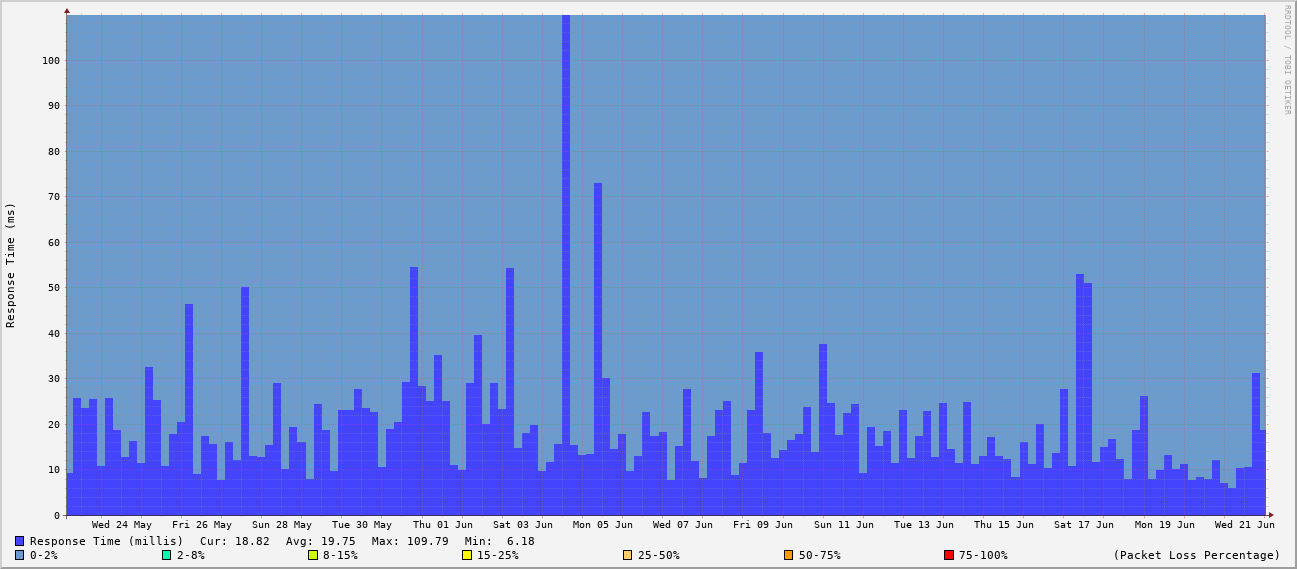 RRDTOOL / TOBI OETIKER
Response Time (ms)
100
90
80
70
60
50
40
30
20
10
0
Wed 24 May Fri 26 May Sun 28 May Tue 30 May Thu 01 Jun Sat 03 Jun Mon 05 Jun Wed 07 Jun Fri 09 Jun Sun 11 Jun Tue 13 Jun Thu 15 Jun Sat 17 Jun Mon 19 Jun Wed 21 Jun
Response Time (millis) Cur: 18.82 Avg: 19.75 Max: 109.79 Min: 6.18
0-2% 2-8% 8-15% 15-25% 25-50% 50-75% 75-100% (Packet Loss Percentage)